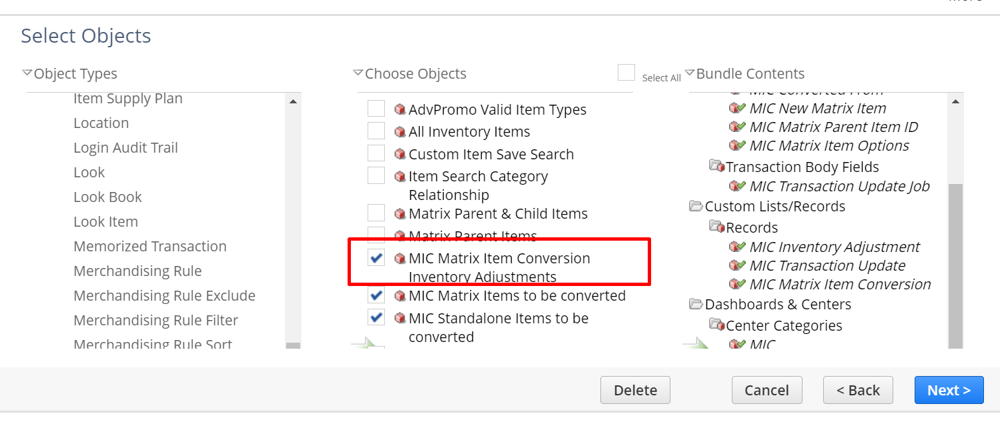 Select Objects
Object Types
Item Supply Plan
Location
Login Audit Trail
Look
Look Book
Look Item
Memorized Transaction
Merchandising Rule
Merchandising Rule Exclude
Merchandising Rule Filter
Merchandising Rule Sort
Choose Objects
Select All
AdvPromo Valid Item Types
All Inventory Items
Custom Item Save Search
Item Search Category
Relationship
Matrix Parent & Child Items
Matrix Parent Items
MIC Matrix Item Conversion
Inventory Adjustments
MIC Matrix Items to be converted
MIC Standalone Items to be
converted
Bundle Contents
MIC Converted From
MIC New Matrix Item
MIC Matrix Parent Item ID
MIC Matrix Item Options
Transaction Body Fields
MIC Transaction Update Job
Custom Lists/Records
Records
MIC Inventory Adjustment
MIC Transaction Update
MIC Matrix Item Conversion
Dashboards & Centers
Center Categories
MIC
Delete
Cancel
< Back
Next >